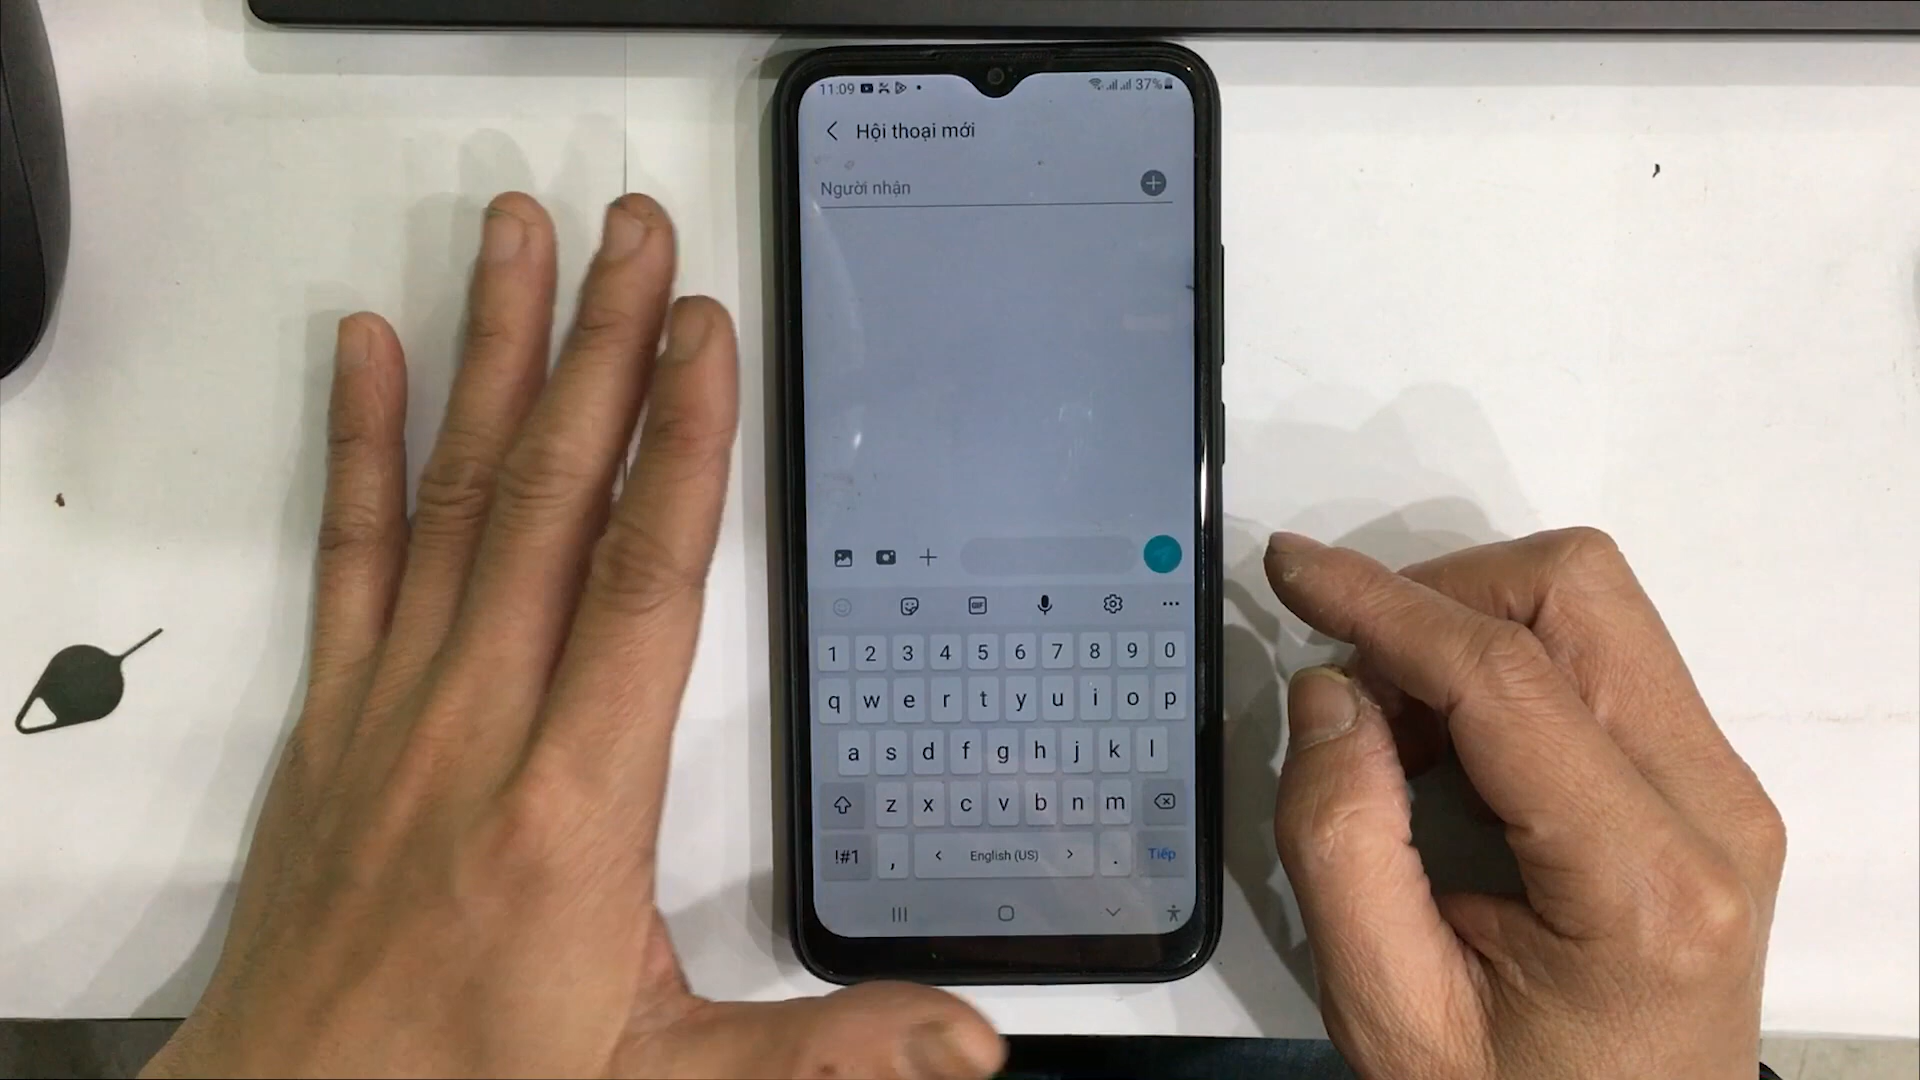 11:09 37%
Hội thoại mới
Người nhận
GIF
1 2 3 4 5 6 7 8 9 0
q w e r t y u i o p
a s d f g h j k l
z x c v b n m
!#1 , < English (US) > . Tiếp